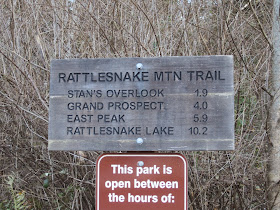 RATTLESNAKE MTN TRAIL
STAN'S OVERLOOK 1.9
GRAND PROSPECT. 4.0
EAST PEAK 5.9
RATTLESNAKE LAKE 10.2
This park is
open between
the hours of: